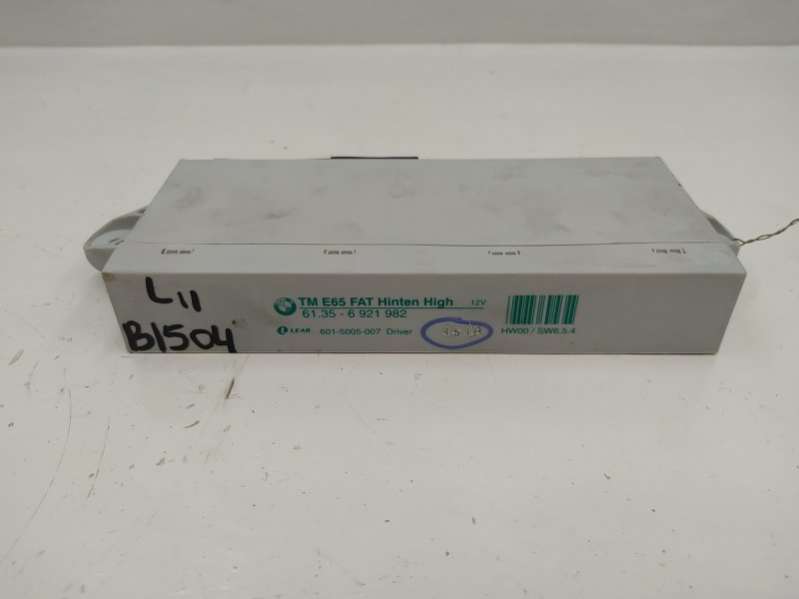 L11
B1504
TM E65 FAT Hinten High 12V
61.35 - 6 921 982
LEAR 601-5005-007 Driver
HW00 / SW6.5.4